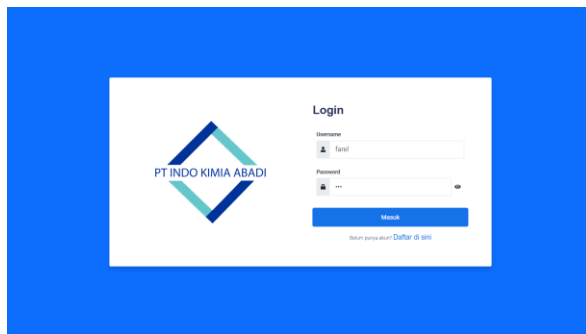 Login
PT INDO KIMIA ABADI
Username
farel
Password
•••
Masuk
Belum punya akun? Daftar di sini